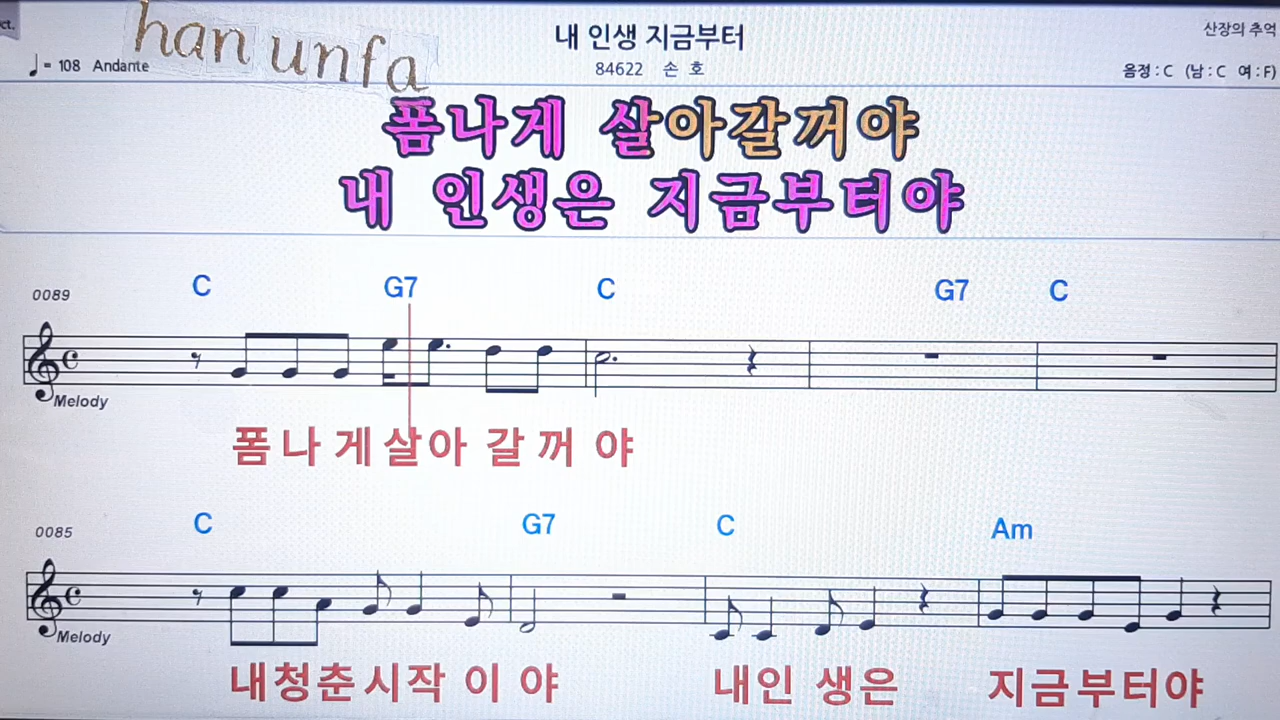 ct.
han unfa
내 인생 지금부터
산장의 추억
♩= 108 Andante
84622 손 호
음정 : C (남 : C 여 : F)
폼나게 살아갈꺼야
내 인생은 지금부터야
C G7 C G7 C
0089
Melody
폼나게살아 갈꺼 야
C G7 C Am
0085
Melody
내청춘시작 이 야 내인 생은 지금부터야